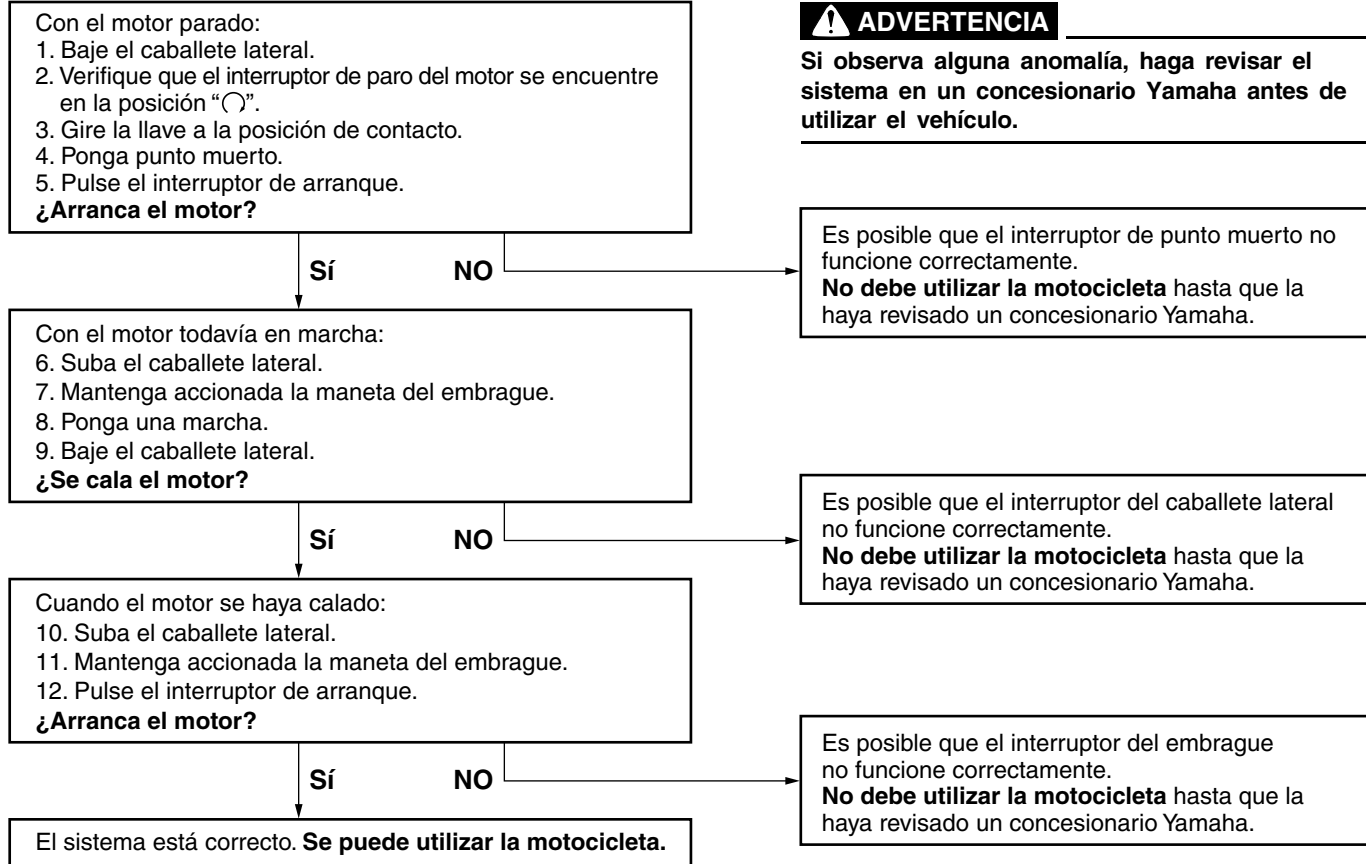 Con el motor parado:
1. Baje el caballete lateral.
2. Verifique que el interruptor de paro del motor se encuentre
en la posición “”.
3. Gire la llave a la posición de contacto.
4. Ponga punto muerto.
5. Pulse el interruptor de arranque.
¿Arranca el motor?
ADVERTENCIA
Si observa alguna anomalía, haga revisar el
sistema en un concesionario Yamaha antes de
utilizar el vehículo.
Sí
NO
Es posible que el interruptor de punto muerto no
funcione correctamente.
No debe utilizar la motocicleta hasta que la
haya revisado un concesionario Yamaha.
Con el motor todavía en marcha:
6. Suba el caballete lateral.
7. Mantenga accionada la maneta del embrague.
8. Ponga una marcha.
9. Baje el caballete lateral.
¿Se cala el motor?
Sí
NO
Es posible que el interruptor del caballete lateral
no funcione correctamente.
No debe utilizar la motocicleta hasta que la
haya revisado un concesionario Yamaha.
Cuando el motor se haya calado:
10. Suba el caballete lateral.
11. Mantenga accionada la maneta del embrague.
12. Pulse el interruptor de arranque.
¿Arranca el motor?
Sí
NO
Es posible que el interruptor del embrague
no funcione correctamente.
No debe utilizar la motocicleta hasta que la
haya revisado un concesionario Yamaha.
El sistema está correcto. Se puede utilizar la motocicleta.